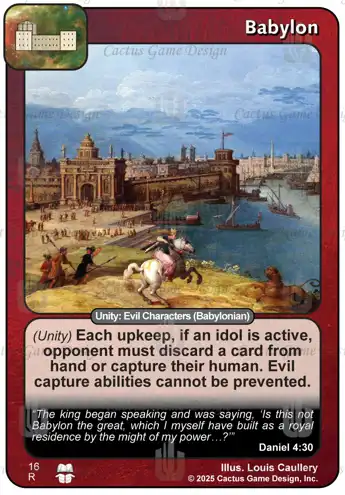 Babylon
Cactus Game Design
Unity: Evil Characters (Babylonian)
(Unity) Each upkeep, if an idol is active,
opponent must discard a card from
hand or capture their human. Evil
capture abilities cannot be prevented.
"The king began speaking and was saying, 'Is this not
Babylon the great, which I myself have built as a royal
residence by the might of my power…?'"
Daniel 4:30
16
R
Illus. Louis Caullery
© 2025 Cactus Game Design, Inc.